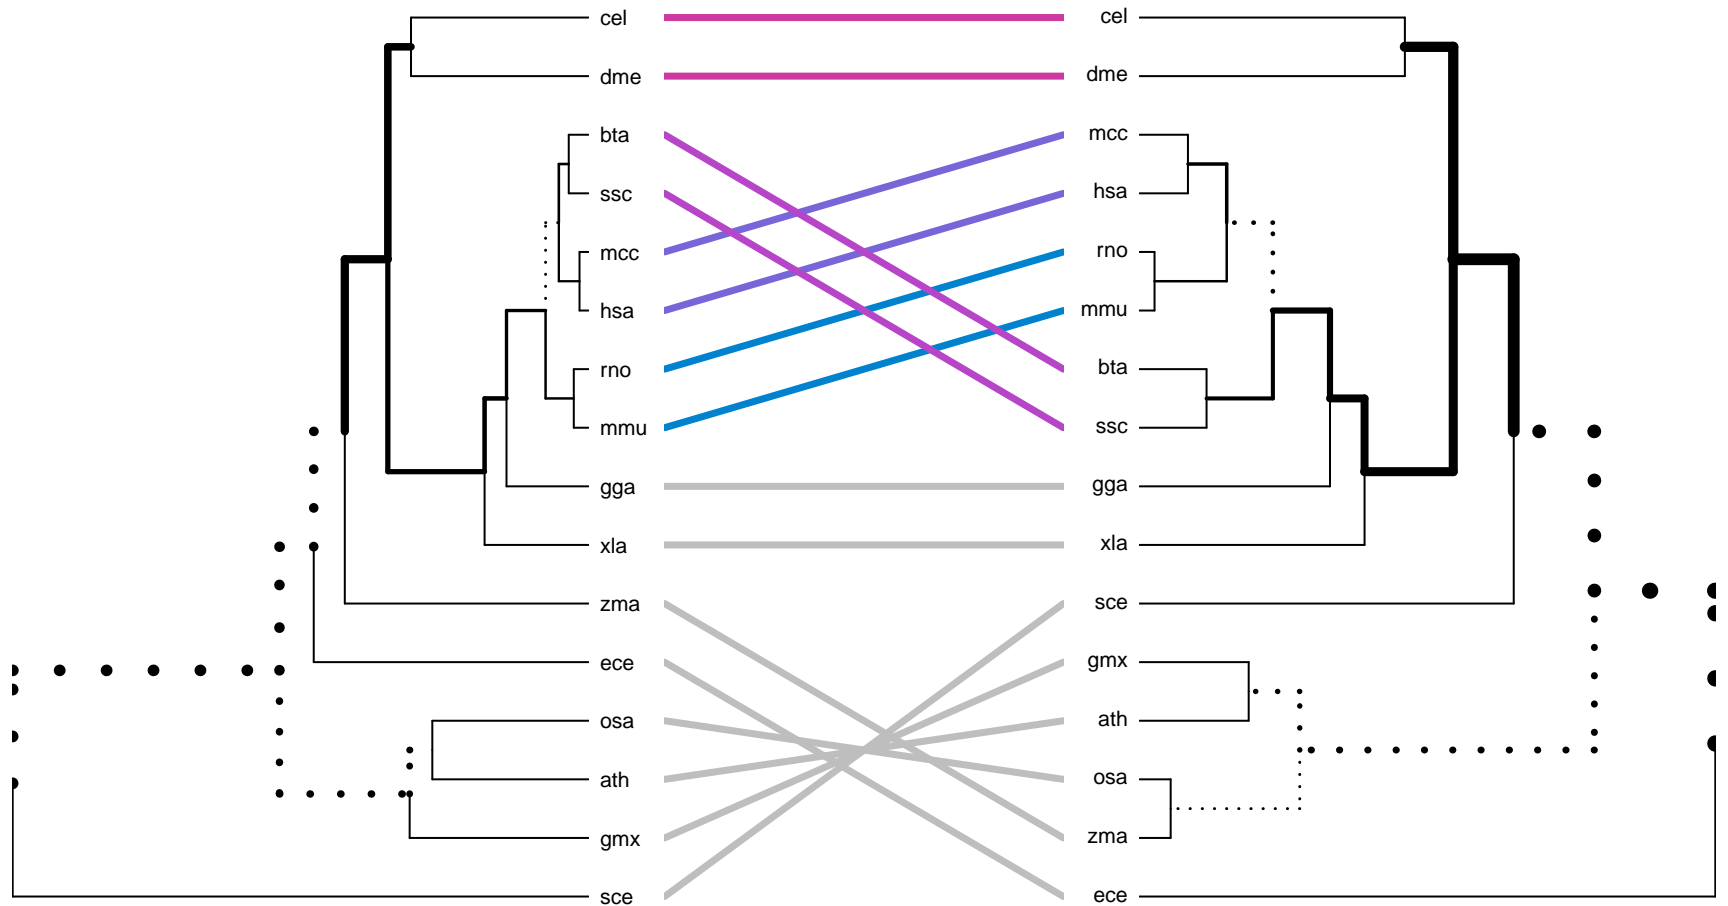 cel cel
dme dme
bta mcc
ssc hsa
mcc rno
hsa mmu
rno bta
mmu ssc
gga gga
xla xla
zma sce
ece gmx
osa ath
ath osa
gmx zma
sce ece